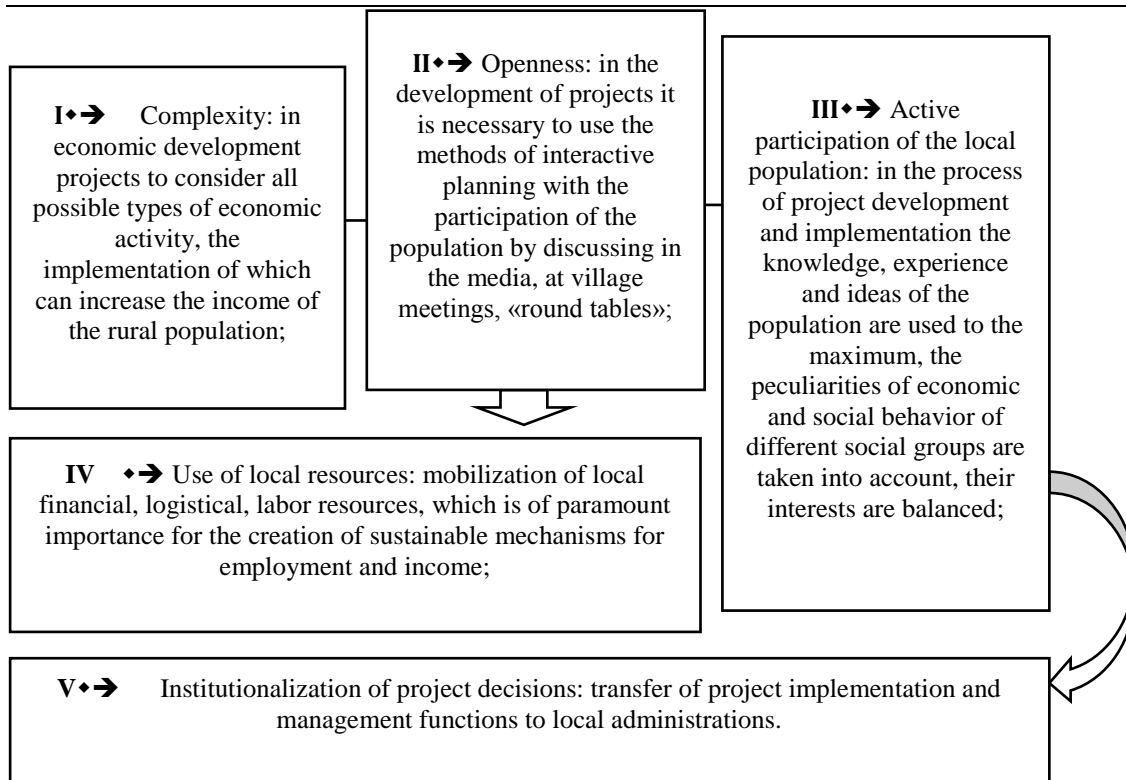 I◆➔ Complexity: in
economic development
projects to consider all
possible types of economic
activity, the
implementation of which
can increase the income of
the rural population;
II◆➔ Openness: in the
development of projects it
is necessary to use the
methods of interactive
planning with the
participation of the
population by discussing in
the media, at village
meetings, «round tables»;
III◆➔ Active
participation of the local
population: in the process
of project development
and implementation the
knowledge, experience
and ideas of the
population are used to the
maximum, the
peculiarities of economic
and social behavior of
different social groups are
taken into account, their
interests are balanced;
IV ◆➔ Use of local resources: mobilization of local
financial, logistical, labor resources, which is of paramount
importance for the creation of sustainable mechanisms for
employment and income;
V◆➔ Institutionalization of project decisions: transfer of project implementation and
management functions to local administrations.